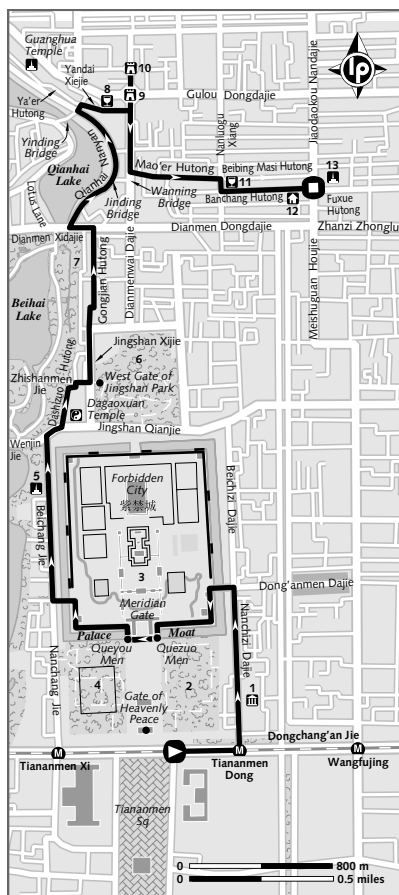 Guanghua
Temple
Yandai
Xiejie
8
10
9
lp
Ya'er
Hutong
Gulou Dongdajie
Nanluogu
Xiang
Jiaodaokou Nandajie
Yinding
Bridge
Qianhai
Lake
Qianhai Nanyan
Lotus Lane
Mao'er Hutong
Beibing Masi Hutong
13
11
Wanning
Bridge
Banchang Hutong
12
Fuxue
Hutong
Jinding
Bridge
Dianmen Xidajie
Dianmen Dongdajie
Zhanzi Zhonglu
7
Gongjian Hutong
Dianmenwai Dajie
Meishuguan Houjie
Beihai
Lake
Jingshan Xijie
6
Zhishanmen
Jie
Dashizuo Hutong
West Gate of
Jingshan Park
Dagaoxuan
Temple
Jingshan Qianjie
Wenjin
Jie
5
Beichang Jie
Forbidden
City
紫禁城
Beichizi Dajie
3
Dong'anmen Dajie
Meridian
Gate
Palace
Moat
Queyou
Men
Quezuo
Men
Nanchizi Dajie
Nanchang Jie
4
2
1
Gate of
Heavenly
Peace
Dongchang'an Jie
M
M
M
Tiananmen Xi
Tiananmen
Dong
Wangfujing
Tiananmen
Sq
0 800 m
0 0.5 miles